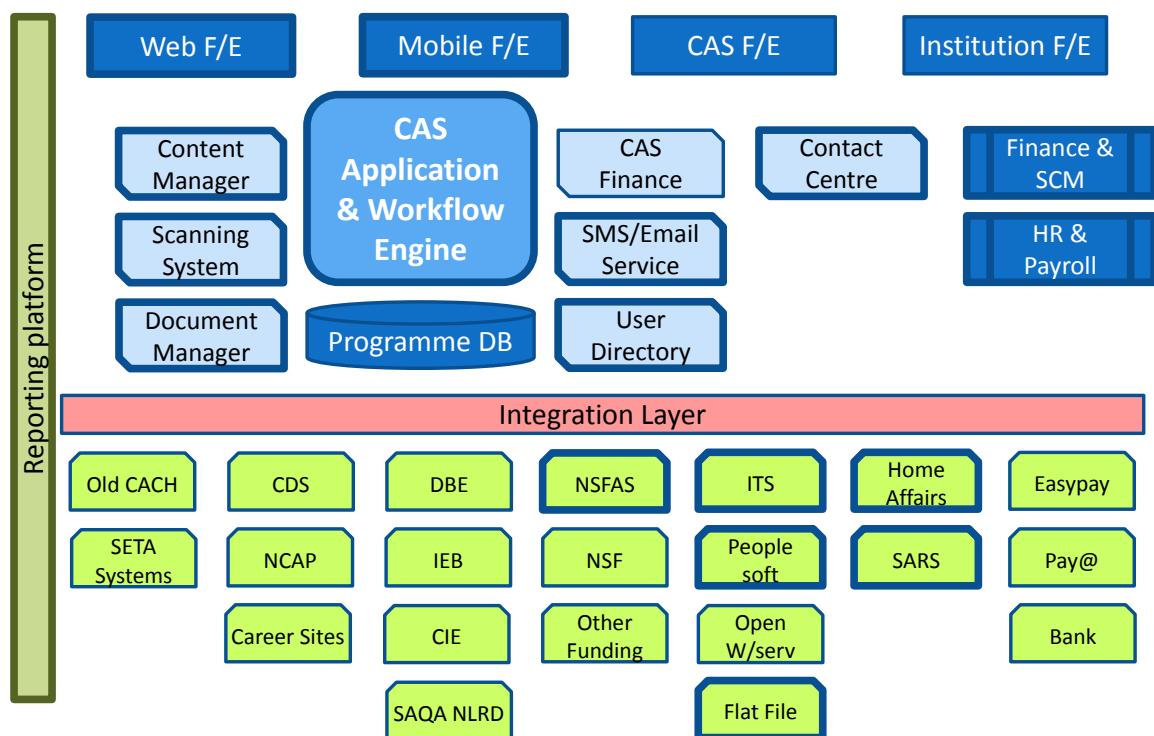 Web F/E
Mobile F/E
CAS F/E
Institution F/E
Reporting platform
Content
Manager
CAS
Application
& Workflow
Engine
CAS
Finance
Contact
Centre
Finance &
SCM
Scanning
System
SMS/Email
Service
HR &
Payroll
Document
Manager
Programme DB
User
Directory
Integration Layer
Old CACH
CDS
DBE
NSFAS
ITS
Home
Affairs
Easypay
SETA
Systems
NCAP
IEB
NSF
People
soft
SARS
Pay@
Career Sites
CIE
Other
Funding
Open
W/serv
Bank
SAQA NLRD
Flat File